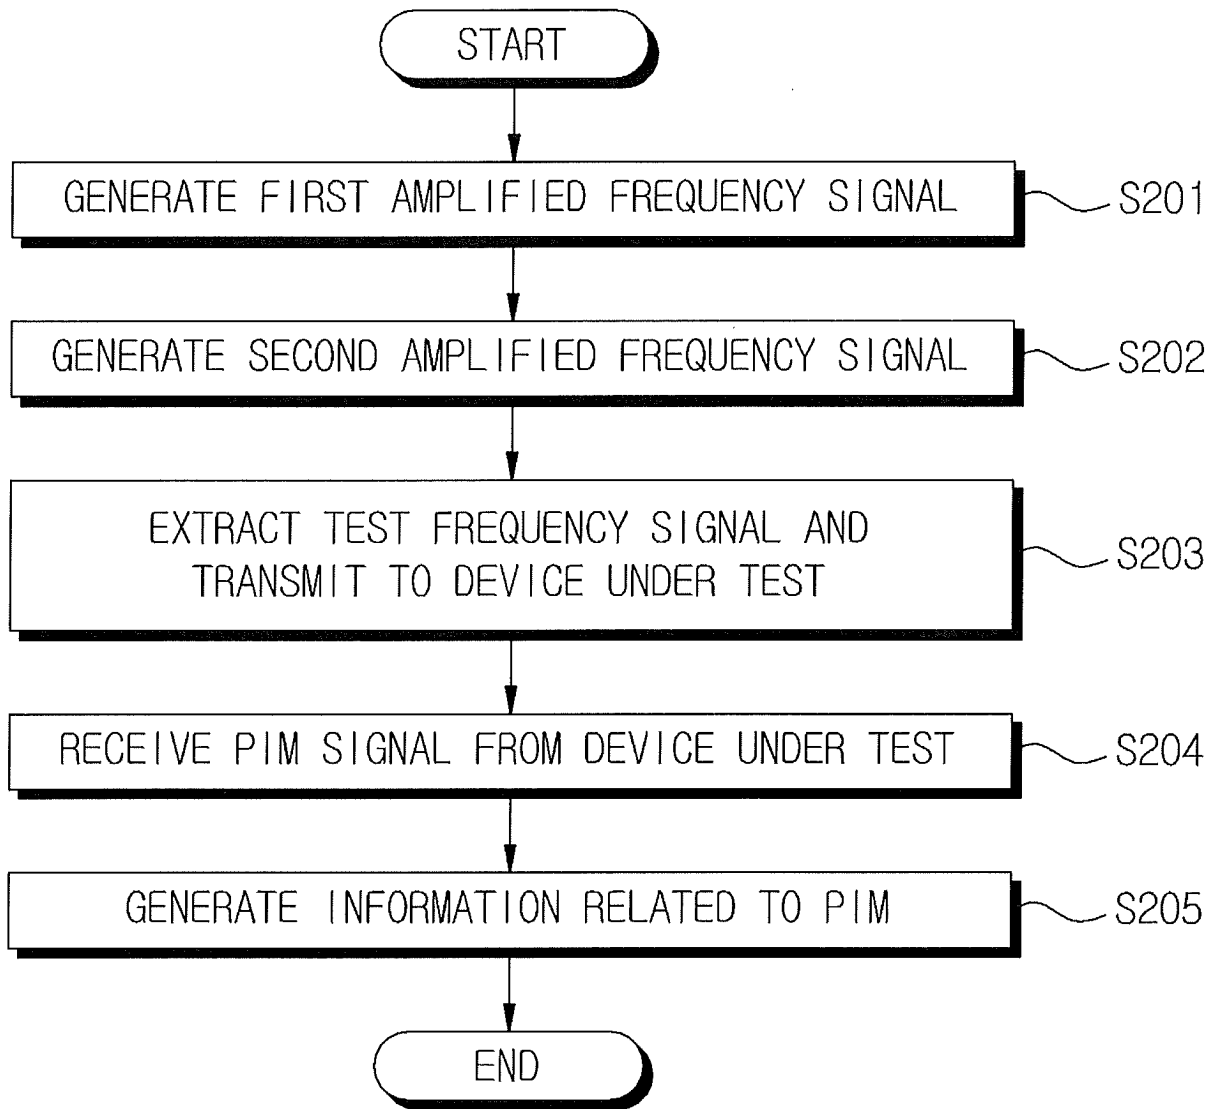 START
GENERATE FIRST AMPLIFIED FREQUENCY SIGNAL
S201
GENERATE SECOND AMPLIFIED FREQUENCY SIGNAL
S202
EXTRACT TEST FREQUENCY SIGNAL AND
TRANSMIT TO DEVICE UNDER TEST
S203
RECEIVE PIM SIGNAL FROM DEVICE UNDER TEST
S204
GENERATE INFORMATION RELATED TO PIM
S205
END